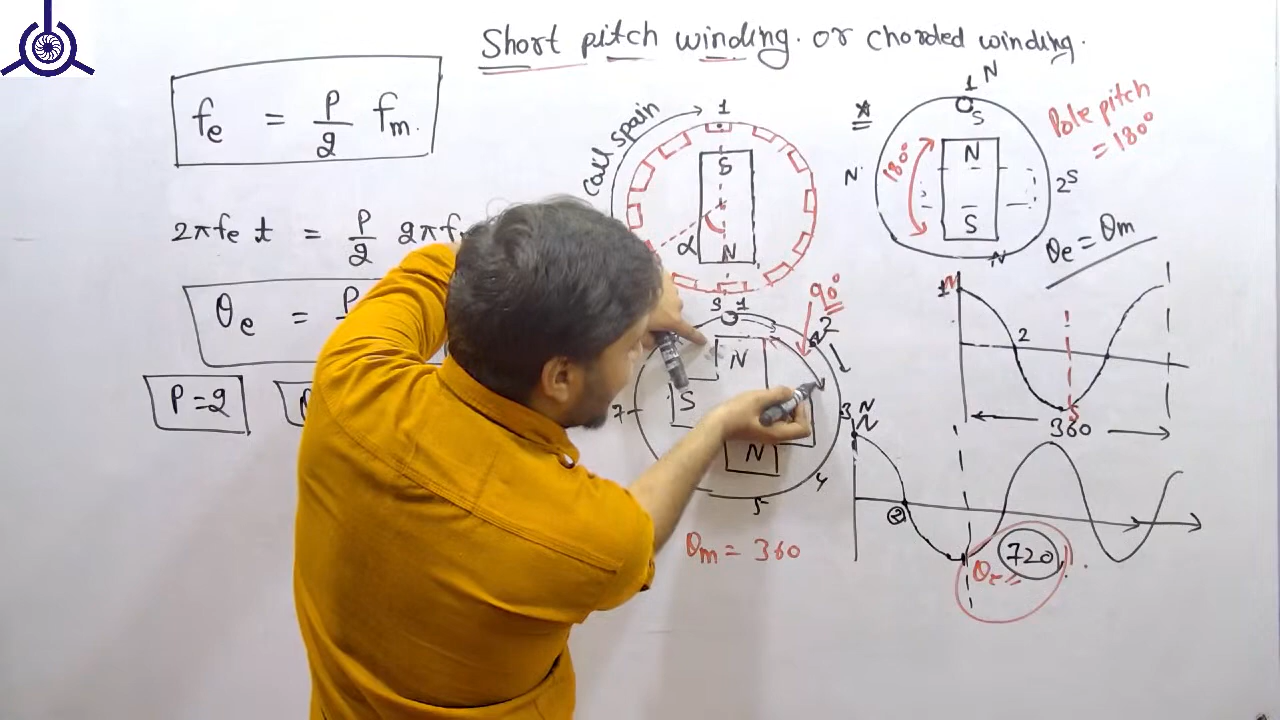 Short pitch winding. or chorded winding.
fe = P/2 fm.
2πfe t = P/2 2πf
θe = P
P=2
Coil spain
1
S
N
α
3 1
N
S
N
2
3
4
5
7
90°
θm = 360
1 N
S
N
S
180°
N
2 S
N
Pole pitch
= 180°
θe = θm
1 N
2
S
360
N
2
720
θe =